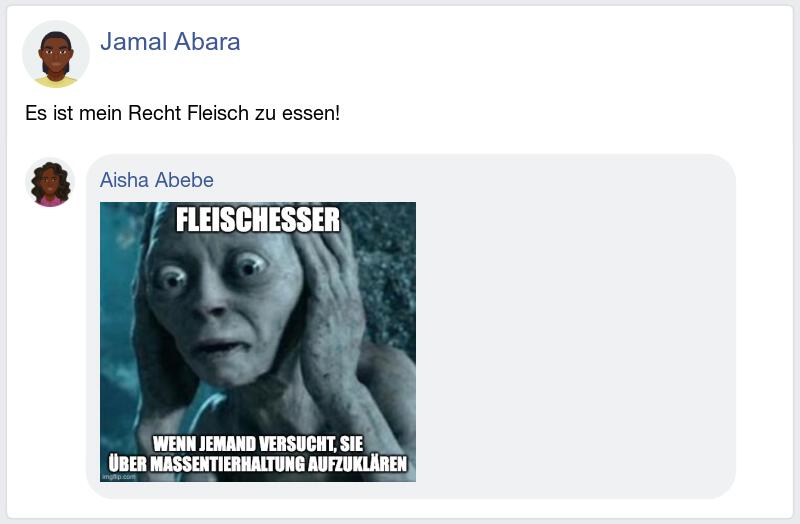 Jamal Abara
Es ist mein Recht Fleisch zu essen!
Aisha Abebe
FLEISCHESSER
WENN JEMAND VERSUCHT, SIE
ÜBER MASSENTIERHALTUNG AUFZUKLÄREN
imgflip.com